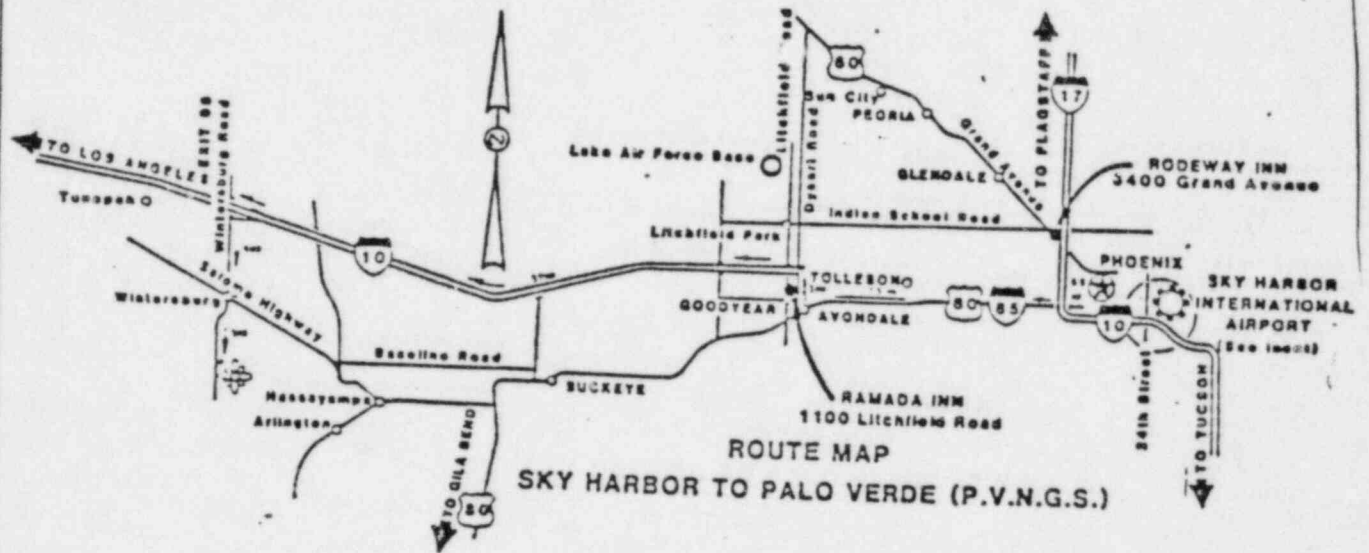 TO LOS ANGELES
EXIT 98
Wintersburg Road
Tonopah
10
Salome Highway
Wintersburg
Baseline Road
Hassayampa
Arlington
TO GILA BEND
80
BUCKEYE
Litchfield
Dysart Road
60
Sun City
PEORIA
Grand Avenue
GLENDALE
Luke Air Force Base
Indian School Road
Litchfield Park
TO FLAGSTAFF
17
RODEWAY INN
3400 Grand Avenue
TOLLESON
GOODYEAR
AVONDALE
80
85
PHOENIX
10
SKY HARBOR
INTERNATIONAL
AIRPORT
(See Inset)
24th Street
TO TUCSON
RAMADA INN
1100 Litchfield Road
ROUTE MAP
SKY HARBOR TO PALO VERDE (P.V.N.G.S.)